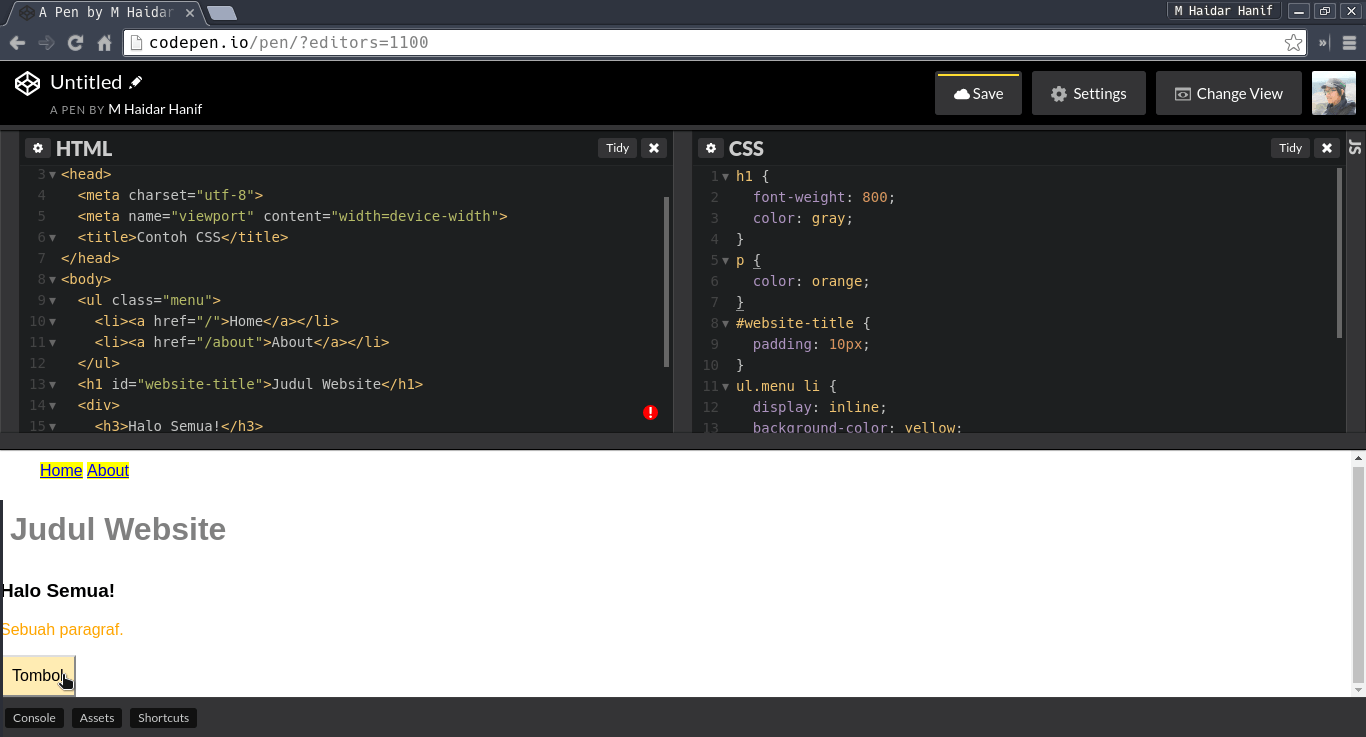 A Pen by M Haidar
M Haidar Hanif
codepen.io/pen/?editors=1100
Untitled
A PEN BY M Haidar Hanif
Save
Settings
Change View
HTML
Tidy
3 <head>
4 <meta charset="utf-8">
5 <meta name="viewport" content="width=device-width">
6 <title>Contoh CSS</title>
7 </head>
8 <body>
9 <ul class="menu">
10 <li><a href="/">Home</a></li>
11 <li><a href="/about">About</a></li>
12 </ul>
13 <h1 id="website-title">Judul Website</h1>
14 <div>
15 <h3>Halo Semua!</h3>
CSS
Tidy
1 h1 {
2 font-weight: 800;
3 color: gray;
4 }
5 p {
6 color: orange;
7 }
8 #website-title {
9 padding: 10px;
10 }
11 ul.menu li {
12 display: inline;
13 background-color: yellow;
JS
Home About
Judul Website
Halo Semua!
Sebuah paragraf.
Tombol
Console
Assets
Shortcuts